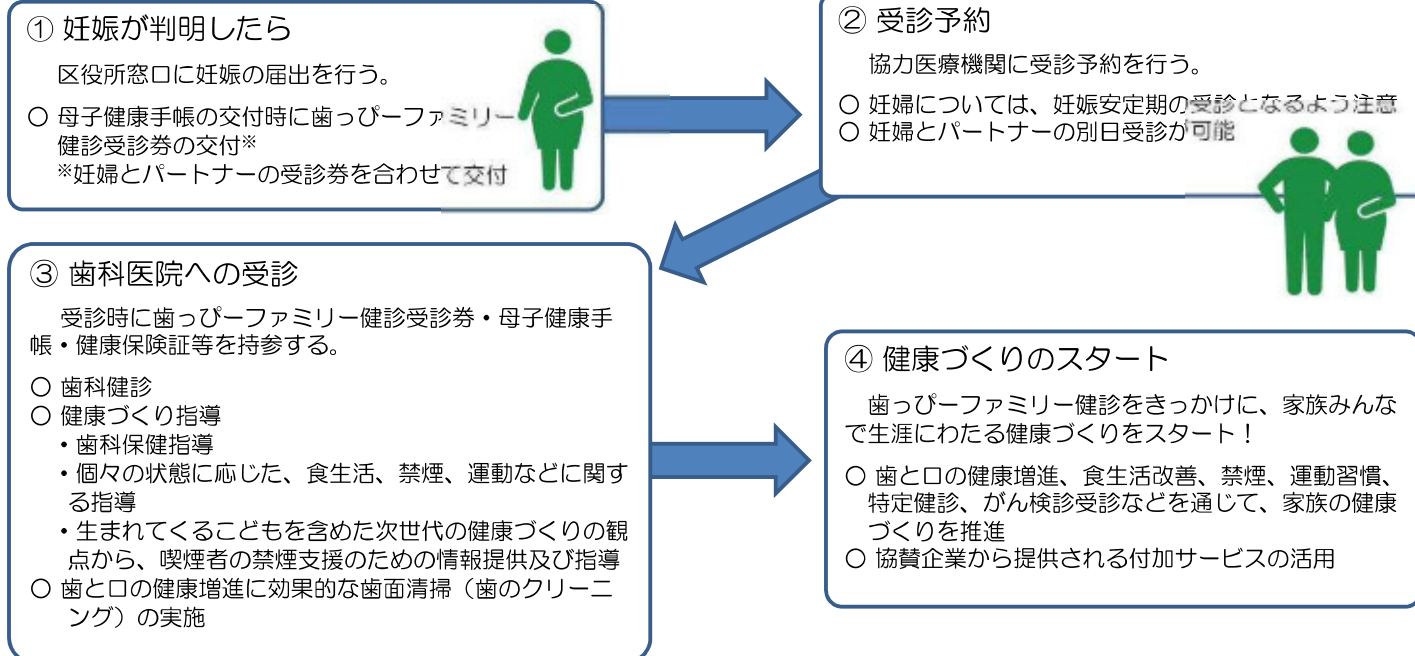 ① 妊娠が判明したら
区役所窓口に妊娠の届出を行う。
〇 母子健康手帳の交付時に歯っぴーファミリー
健診受診券の交付※
※妊婦とパートナーの受診券を合わせて交付
② 受診予約
協力医療機関に受診予約を行う。
〇 妊婦については、妊娠安定期の受診となるよう注意
〇 妊婦とパートナーの別日受診が可能
③ 歯科医院への受診
受診時に歯っぴーファミリー健診受診券・母子健康手
帳・健康保険証等を持参する。
〇 歯科健診
〇 健康づくり指導
・歯科保健指導
・個々の状態に応じた、食生活、禁煙、運動などに関す
る指導
・生まれてくるこどもを含めた次世代の健康づくりの観
点から、喫煙者の禁煙支援のための情報提供及び指導
〇 歯と口の健康増進に効果的な歯面清掃（歯のクリーニ
ング）の実施
④ 健康づくりのスタート
歯っぴーファミリー健診をきっかけに、家族みんな
で生涯にわたる健康づくりをスタート！
〇 歯と口の健康増進、食生活改善、禁煙、運動習慣、
特定健診、がん検診受診などを通じて、家族の健康
づくりを推進
〇 協賛企業から提供される付加サービスの活用